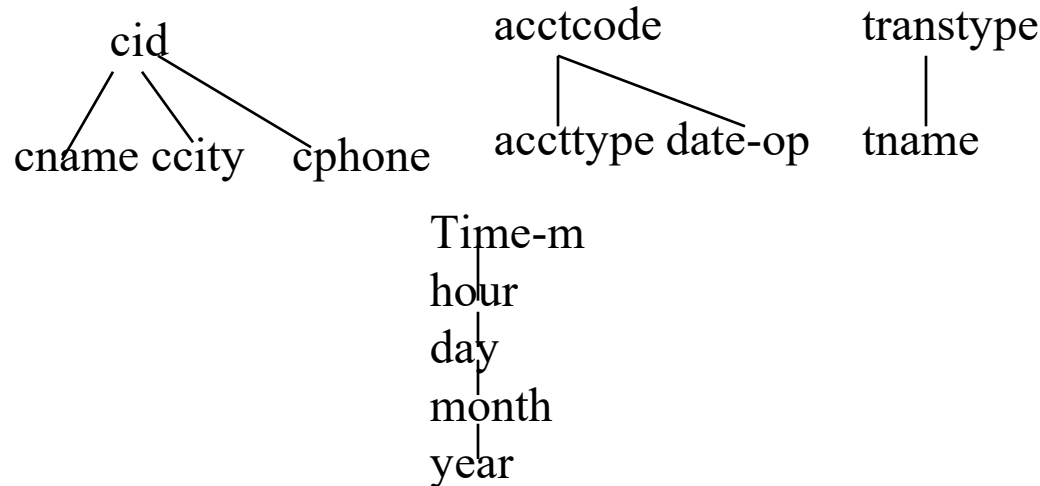 cid
acctcode
transtype
cname ccity cphone
accttype date-op
tname
Time-m
hour
day
month
year